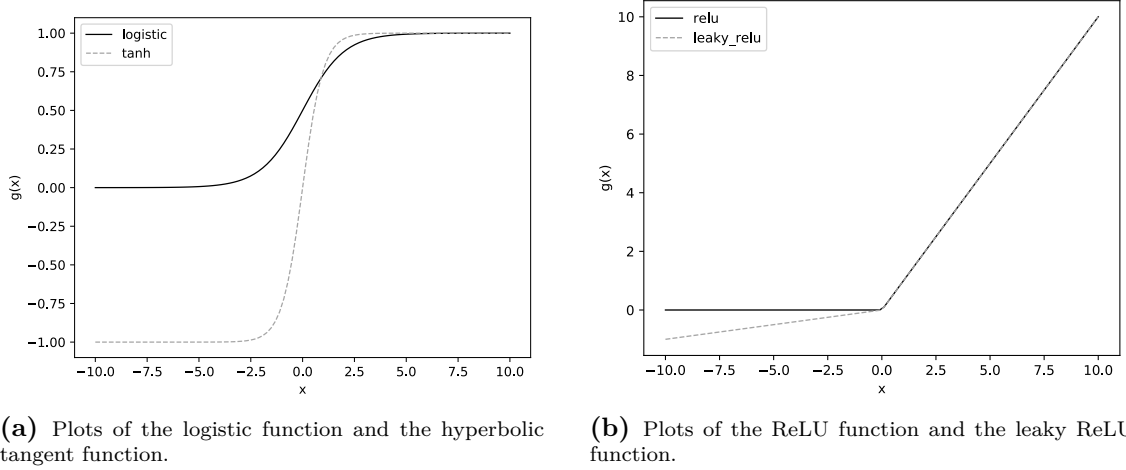 logistic
tanh
1.00
0.75
0.50
0.25
0.00
−0.25
−0.50
−0.75
−1.00
g(x)
−10.0 −7.5 −5.0 −2.5 0.0 2.5 5.0 7.5 10.0
x
(a) Plots of the logistic function and the hyperbolic
tangent function.
relu
leaky_relu
10
8
6
4
2
0
g(x)
−10.0 −7.5 −5.0 −2.5 0.0 2.5 5.0 7.5 10.0
x
(b) Plots of the ReLU function and the leaky ReLU
function.